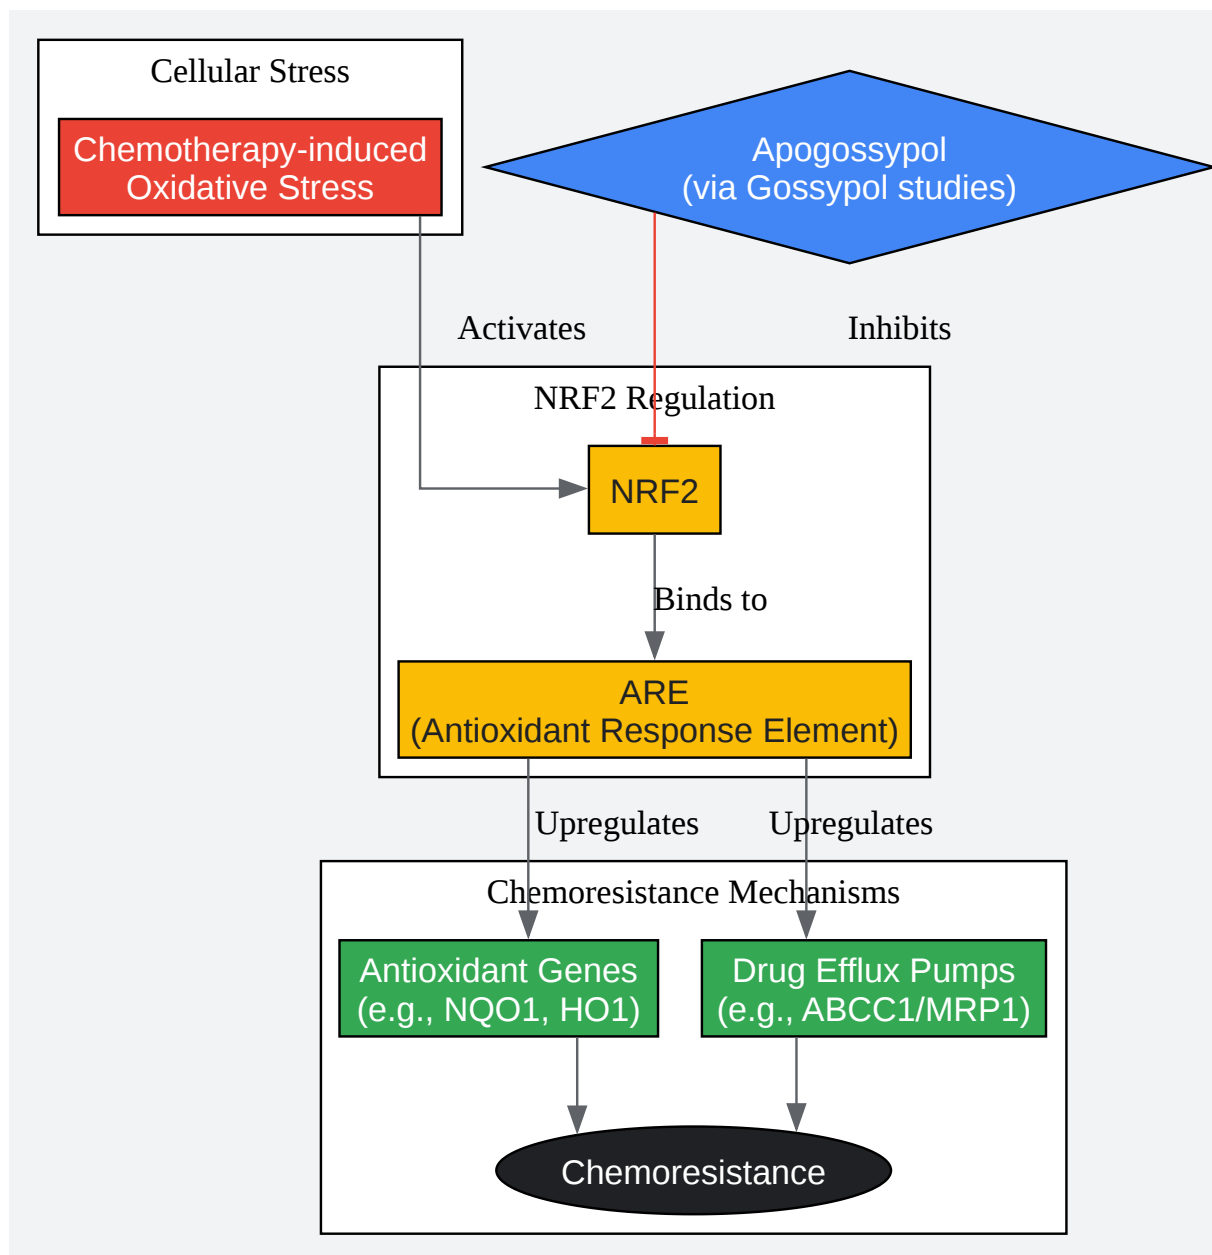 Cellular Stress
Chemotherapy-induced
Oxidative Stress
Apogossypol
(via Gossypol studies)
Activates
Inhibits
NRF2 Regulation
NRF2
Binds to
ARE
(Antioxidant Response Element)
Upregulates
Upregulates
Chemoresistance Mechanisms
Antioxidant Genes
(e.g., NQO1, HO1)
Drug Efflux Pumps
(e.g., ABCC1/MRP1)
Chemoresistance